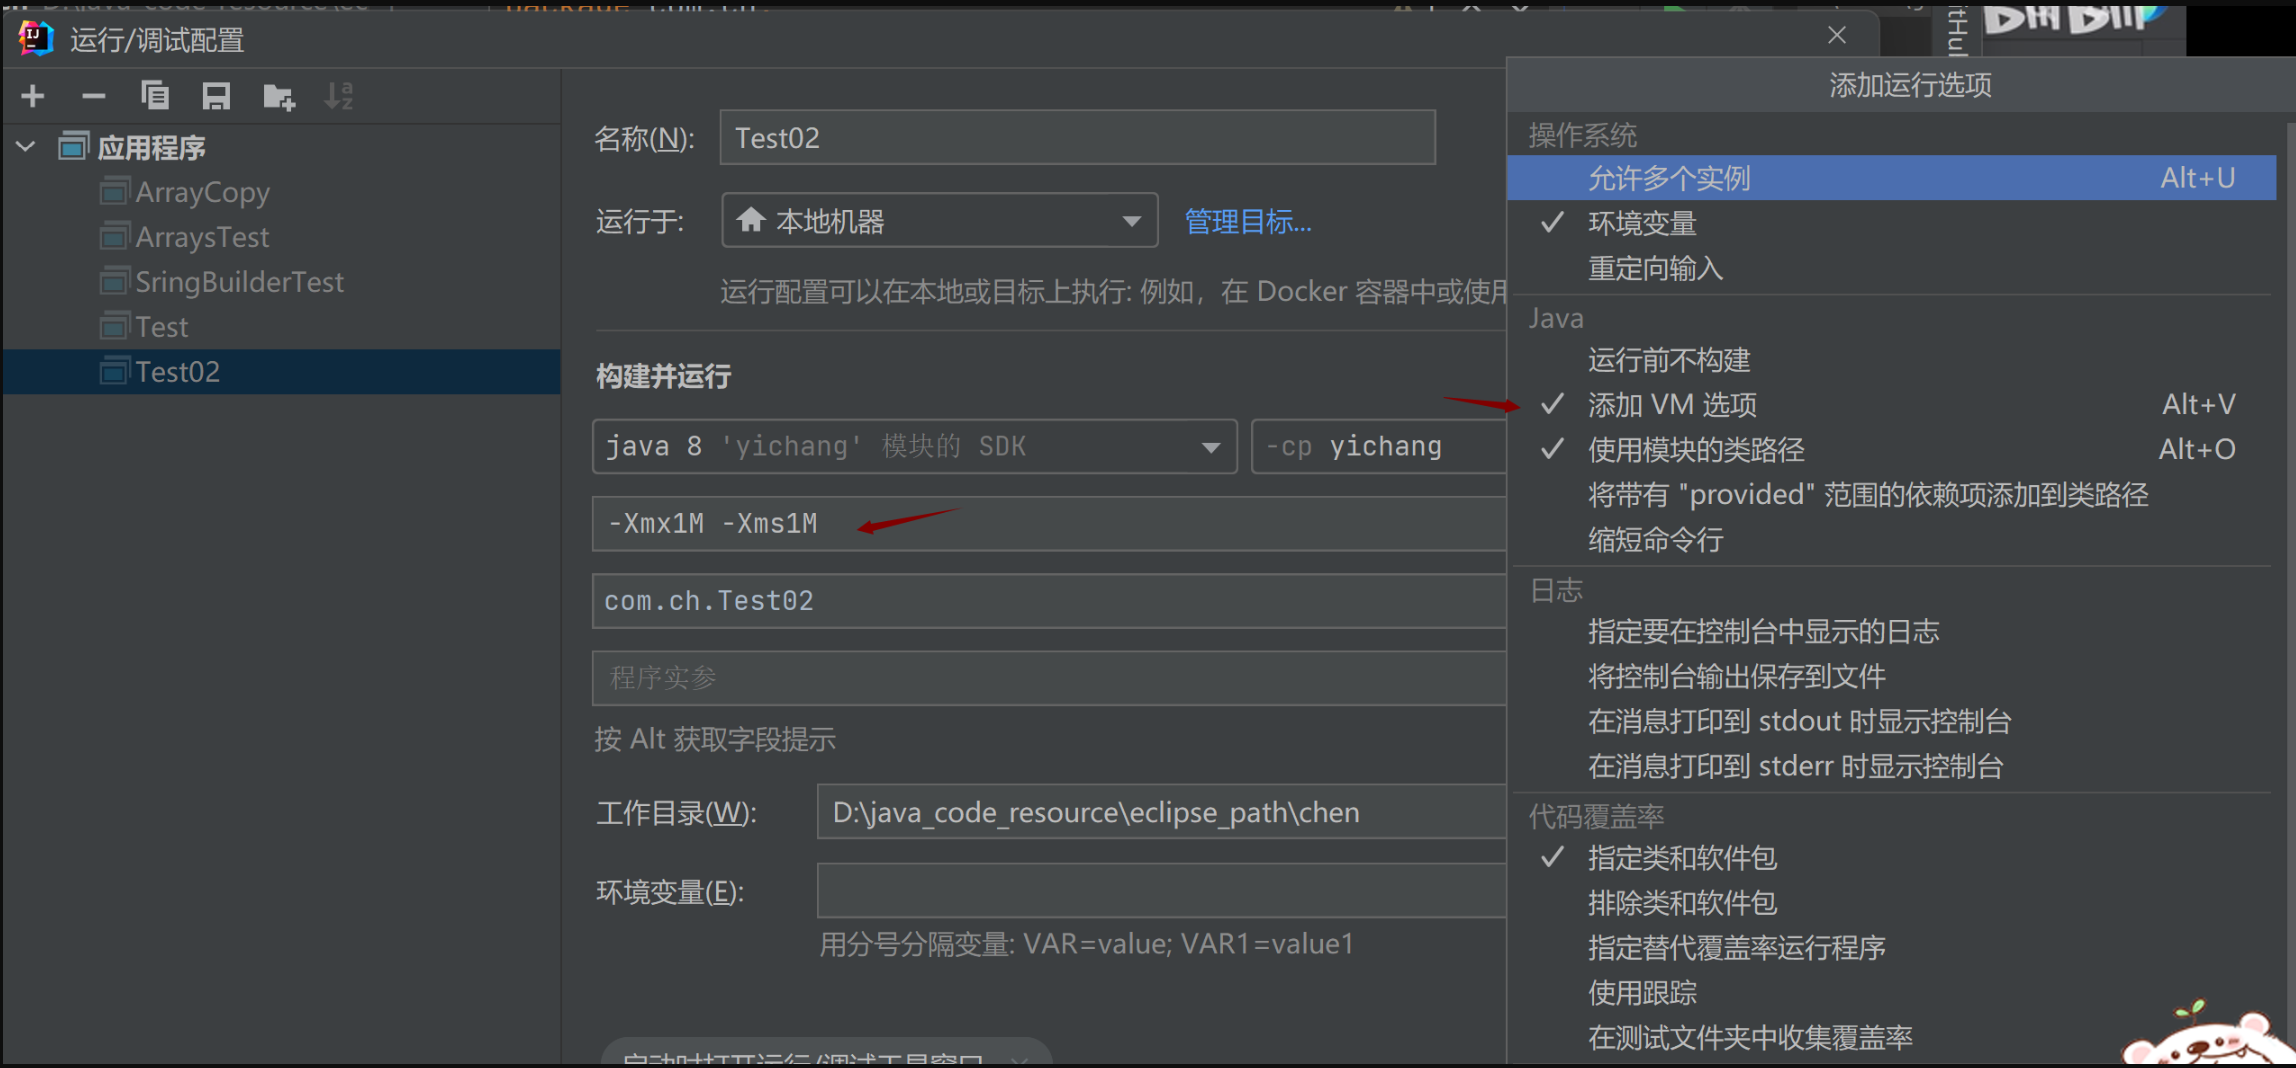 运行/调试配置
应用程序
ArrayCopy
ArraysTest
SringBuilderTest
Test
Test02
名称(N): Test02
运行于: 本地机器 管理目标...
运行配置可以在本地或目标上执行: 例如，在 Docker 容器中或使用
构建并运行
java 8 'yichang' 模块的 SDK -cp yichang
-Xmx1M -Xms1M
com.ch.Test02
程序实参
按 Alt 获取字段提示
工作目录(W): D:\java_code_resource\eclipse_path\chen
环境变量(E):
用分号分隔变量: VAR=value; VAR1=value1
启动时打开运行/调试工具窗口
添加运行选项
操作系统
允许多个实例 Alt+U
环境变量
重定向输入
Java
运行前不构建
添加 VM 选项 Alt+V
使用模块的类路径 Alt+O
将带有 "provided" 范围的依赖项添加到类路径
缩短命令行
日志
指定要在控制台中显示的日志
将控制台输出保存到文件
在消息打印到 stdout 时显示控制台
在消息打印到 stderr 时显示控制台
代码覆盖率
指定类和软件包
排除类和软件包
指定替代覆盖率运行程序
使用跟踪
在测试文件夹中收集覆盖率